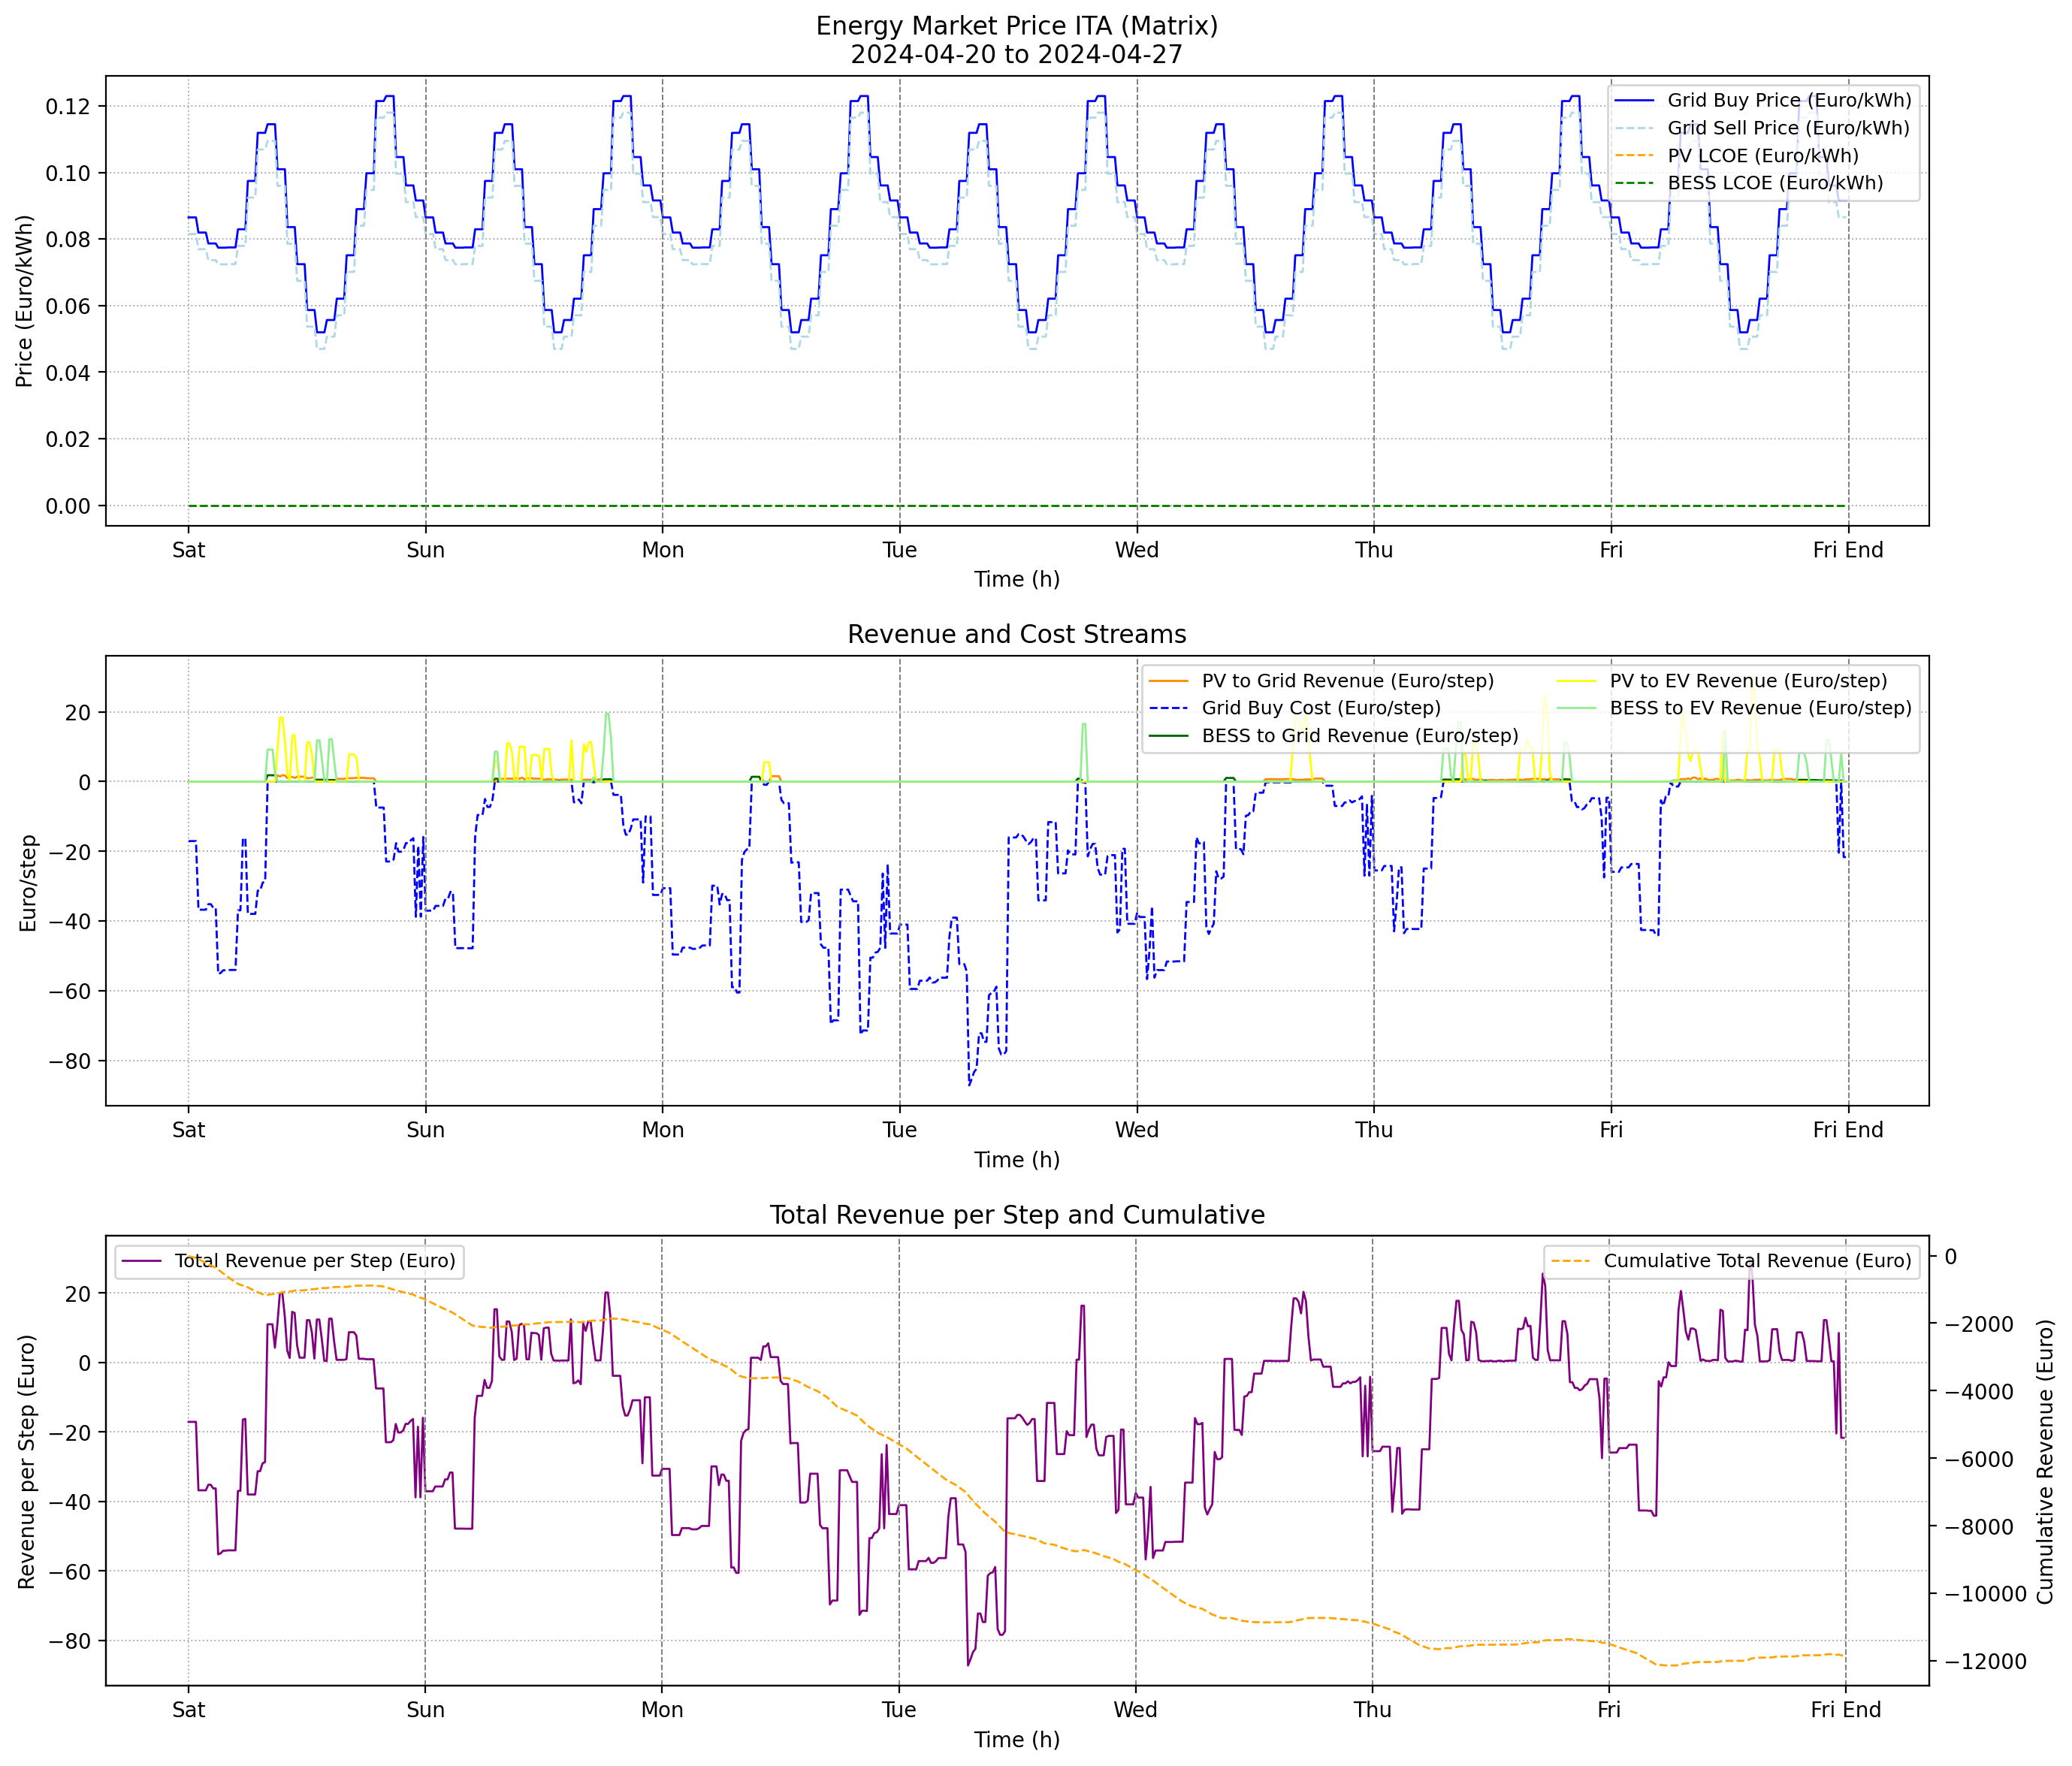 Energy Market Price ITA (Matrix)
2024-04-20 to 2024-04-27
Price (Euro/kWh)
0.12
0.10
0.08
0.06
0.04
0.02
0.00
Grid Buy Price (Euro/kWh)
Grid Sell Price (Euro/kWh)
PV LCOE (Euro/kWh)
BESS LCOE (Euro/kWh)
Sat Sun Mon Tue Wed Thu Fri Fri End
Time (h)
Revenue and Cost Streams
Euro/step
20
0
−20
−40
−60
−80
PV to Grid Revenue (Euro/step)
Grid Buy Cost (Euro/step)
BESS to Grid Revenue (Euro/step)
PV to EV Revenue (Euro/step)
BESS to EV Revenue (Euro/step)
Sat Sun Mon Tue Wed Thu Fri Fri End
Time (h)
Total Revenue per Step and Cumulative
Revenue per Step (Euro)
20
0
−20
−40
−60
−80
Total Revenue per Step (Euro)
Cumulative Total Revenue (Euro)
0
−2000
−4000
−6000
−8000
−10000
−12000
Cumulative Revenue (Euro)
Sat Sun Mon Tue Wed Thu Fri Fri End
Time (h)